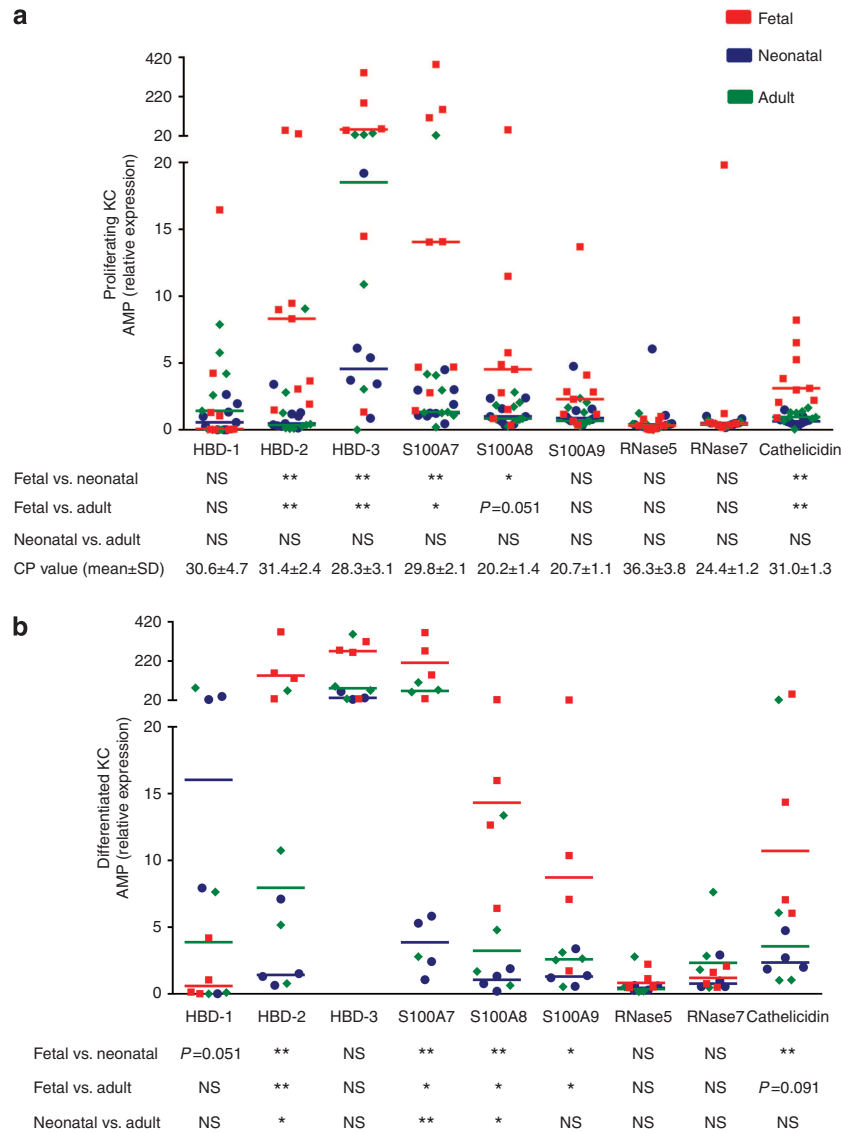 a
Fetal
Neonatal
Adult
420
220
20
20
15
10
5
0
Proliferating KC
AMP (relative expression)
HBD-1 HBD-2 HBD-3 S100A7 S100A8 S100A9 RNase5 RNase7 Cathelicidin
Fetal vs. neonatal NS ** ** ** * NS NS NS **
Fetal vs. adult NS ** ** * P=0.051 NS NS NS **
Neonatal vs. adult NS NS NS NS NS NS NS NS NS
CP value (mean±SD) 30.6±4.7 31.4±2.4 28.3±3.1 29.8±2.1 20.2±1.4 20.7±1.1 36.3±3.8 24.4±1.2 31.0±1.3
b
420
220
20
20
15
10
5
0
Differentiated KC
AMP (relative expression)
HBD-1 HBD-2 HBD-3 S100A7 S100A8 S100A9 RNase5 RNase7 Cathelicidin
Fetal vs. neonatal P=0.051 ** NS ** ** * NS NS **
Fetal vs. adult NS ** NS * * * NS NS P=0.091
Neonatal vs. adult NS * NS ** * NS NS NS NS